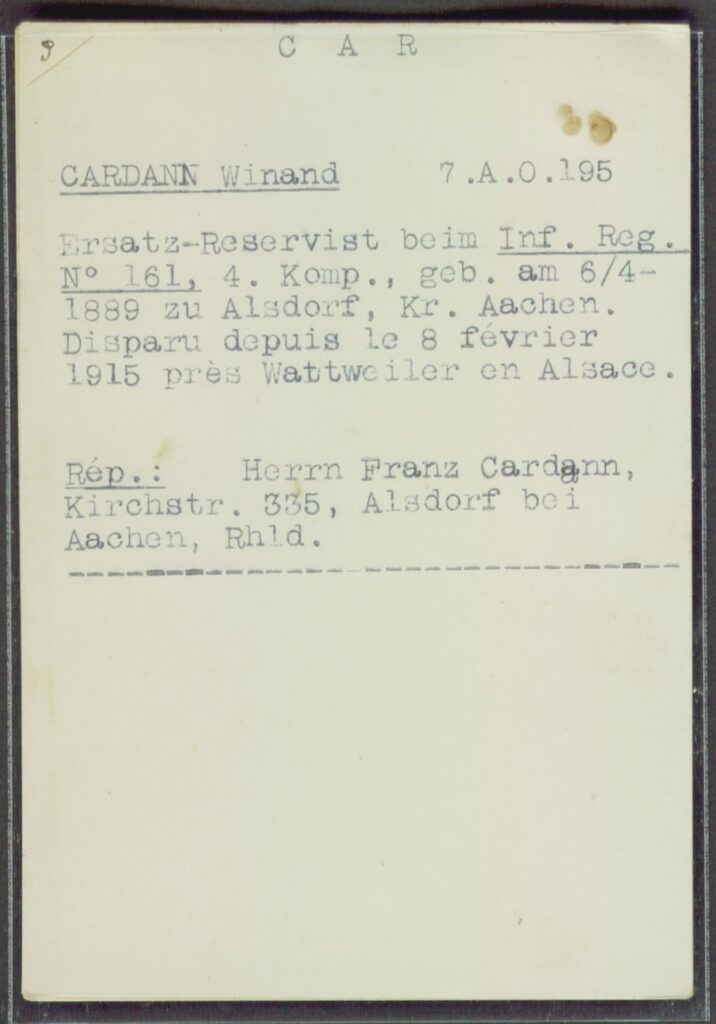 9
C A R
CARDANN Winand 7.A.O.195
Ersatz-Reservist beim Inf. Reg.
N° 161, 4. Komp., geb. am 6/4-
1889 zu Alsdorf, Kr. Aachen.
Disparu depuis le 8 février
1915 près Wattweiler en Alsace.
Rép.: Herrn Franz Cardann,
Kirchstr. 335, Alsdorf bei
Aachen, Rhld.